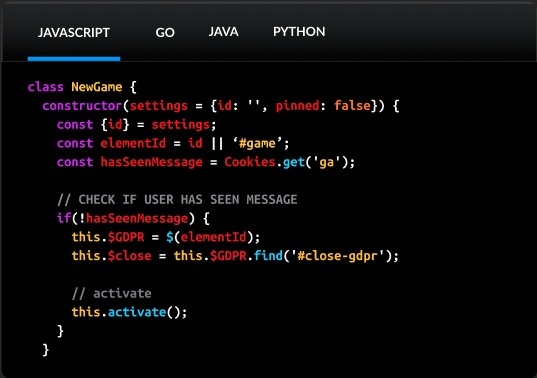 JAVASCRIPT GO JAVA PYTHON
class NewGame {
constructor(settings = {id: '', pinned: false}) {
const {id} = settings;
const elementId = id || ‘#game’;
const hasSeenMessage = Cookies.get('ga');
// CHECK IF USER HAS SEEN MESSAGE
if(!hasSeenMessage) {
this.$GDPR = $(elementId);
this.$close = this.$GDPR.find('#close-gdpr');
// activate
this.activate();
}
}